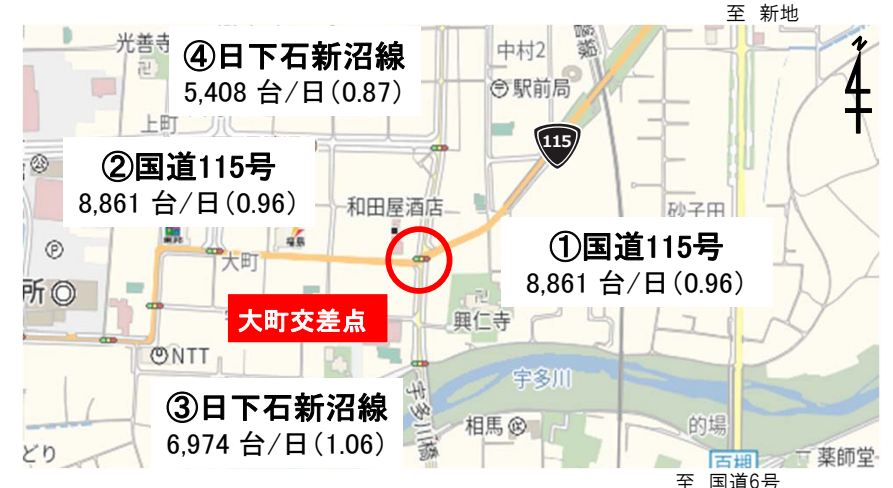 至 新地
光善寺
④日下石新沼線
5,408 台/日(0.87)
中村2
駅前局
上町
115
②国道115号
8,861 台/日(0.96)
和田屋酒店
砂子田
①国道115号
8,861 台/日(0.96)
大町
所
大町交差点
興仁寺
NTT
宇多川
③日下石新沼線
6,974 台/日(1.06)
宇多川橋
相馬
的場
百槻
薬師堂
どり
至 国道6号